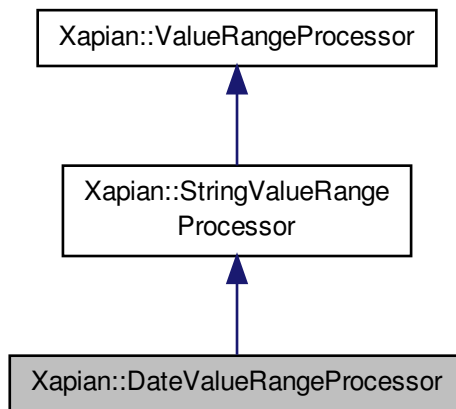 Xapian::ValueRangeProcessor
Xapian::StringValueRange
Processor
Xapian::DateValueRangeProcessor